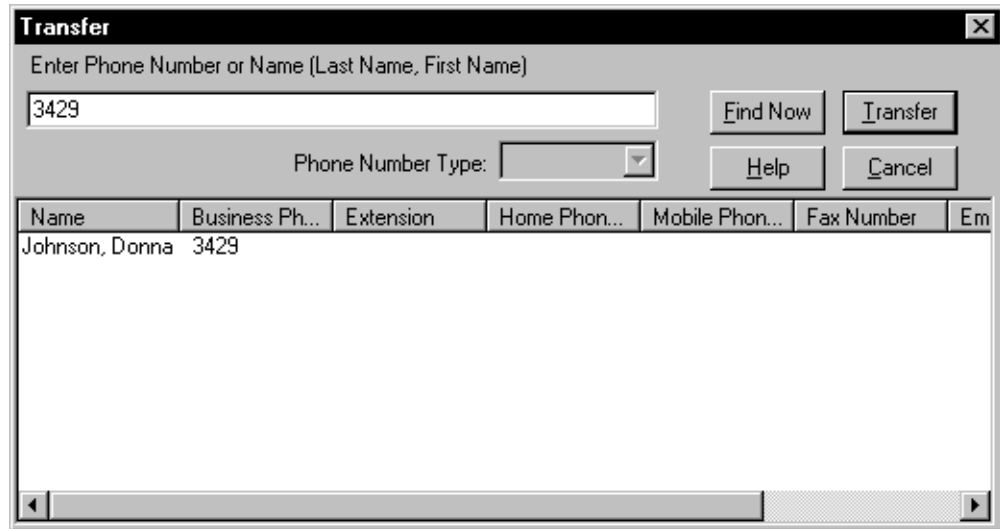 Transfer
Enter Phone Number or Name (Last Name, First Name)
3429
Find Now Transfer
Phone Number Type:
Help Cancel
Name Business Ph... Extension Home Phon... Mobile Phon... Fax Number Em
Johnson, Donna 3429